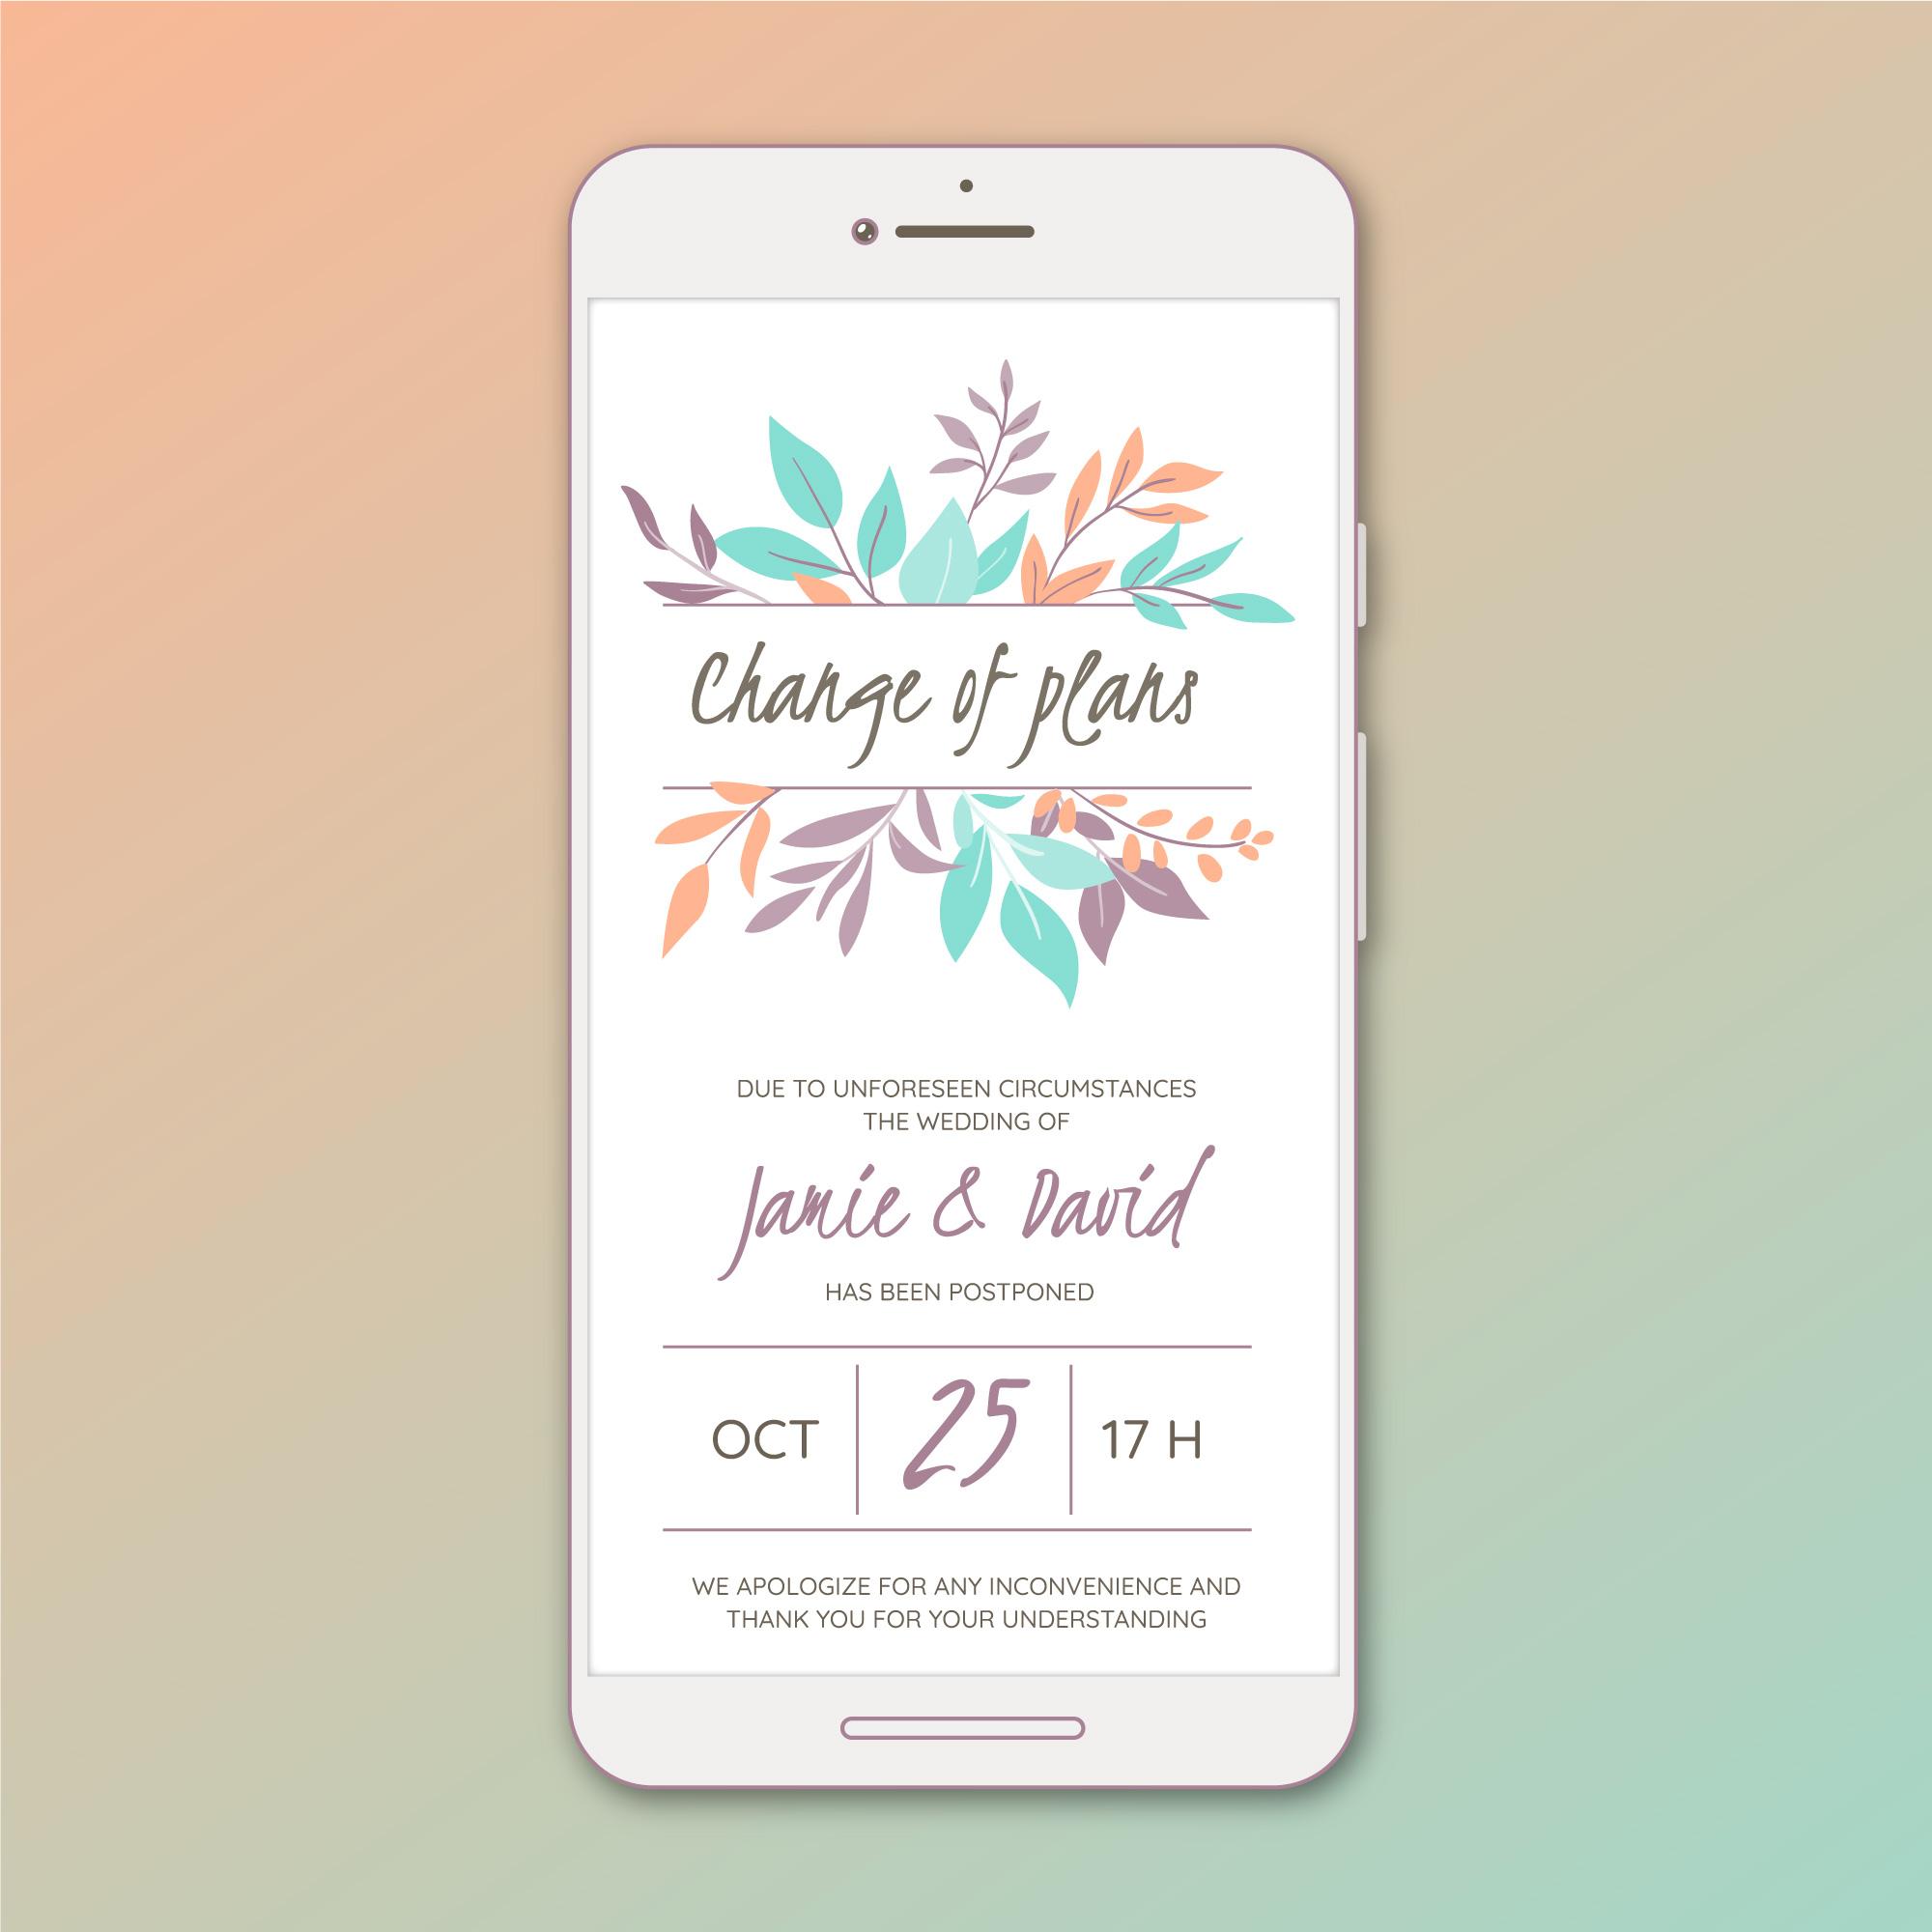 Change of plans
DUE TO UNFORESEEN CIRCUMSTANCES
THE WEDDING OF
Jamie & David
HAS BEEN POSTPONED
OCT 25 17 H
WE APOLOGIZE FOR ANY INCONVENIENCE AND
THANK YOU FOR YOUR UNDERSTANDING